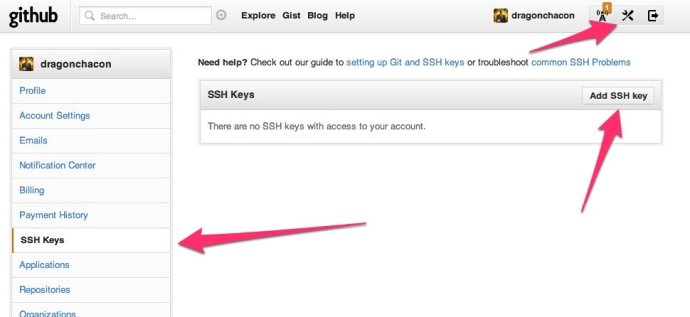 github Search... Explore Gist Blog Help dragonchacon 1
dragonchacon
Profile
Account Settings
Emails
Notification Center
Billing
Payment History
SSH Keys
Applications
Repositories
Organizations
Need help? Check out our guide to setting up Git and SSH keys or troubleshoot common SSH Problems
SSH Keys Add SSH key
There are no SSH keys with access to your account.